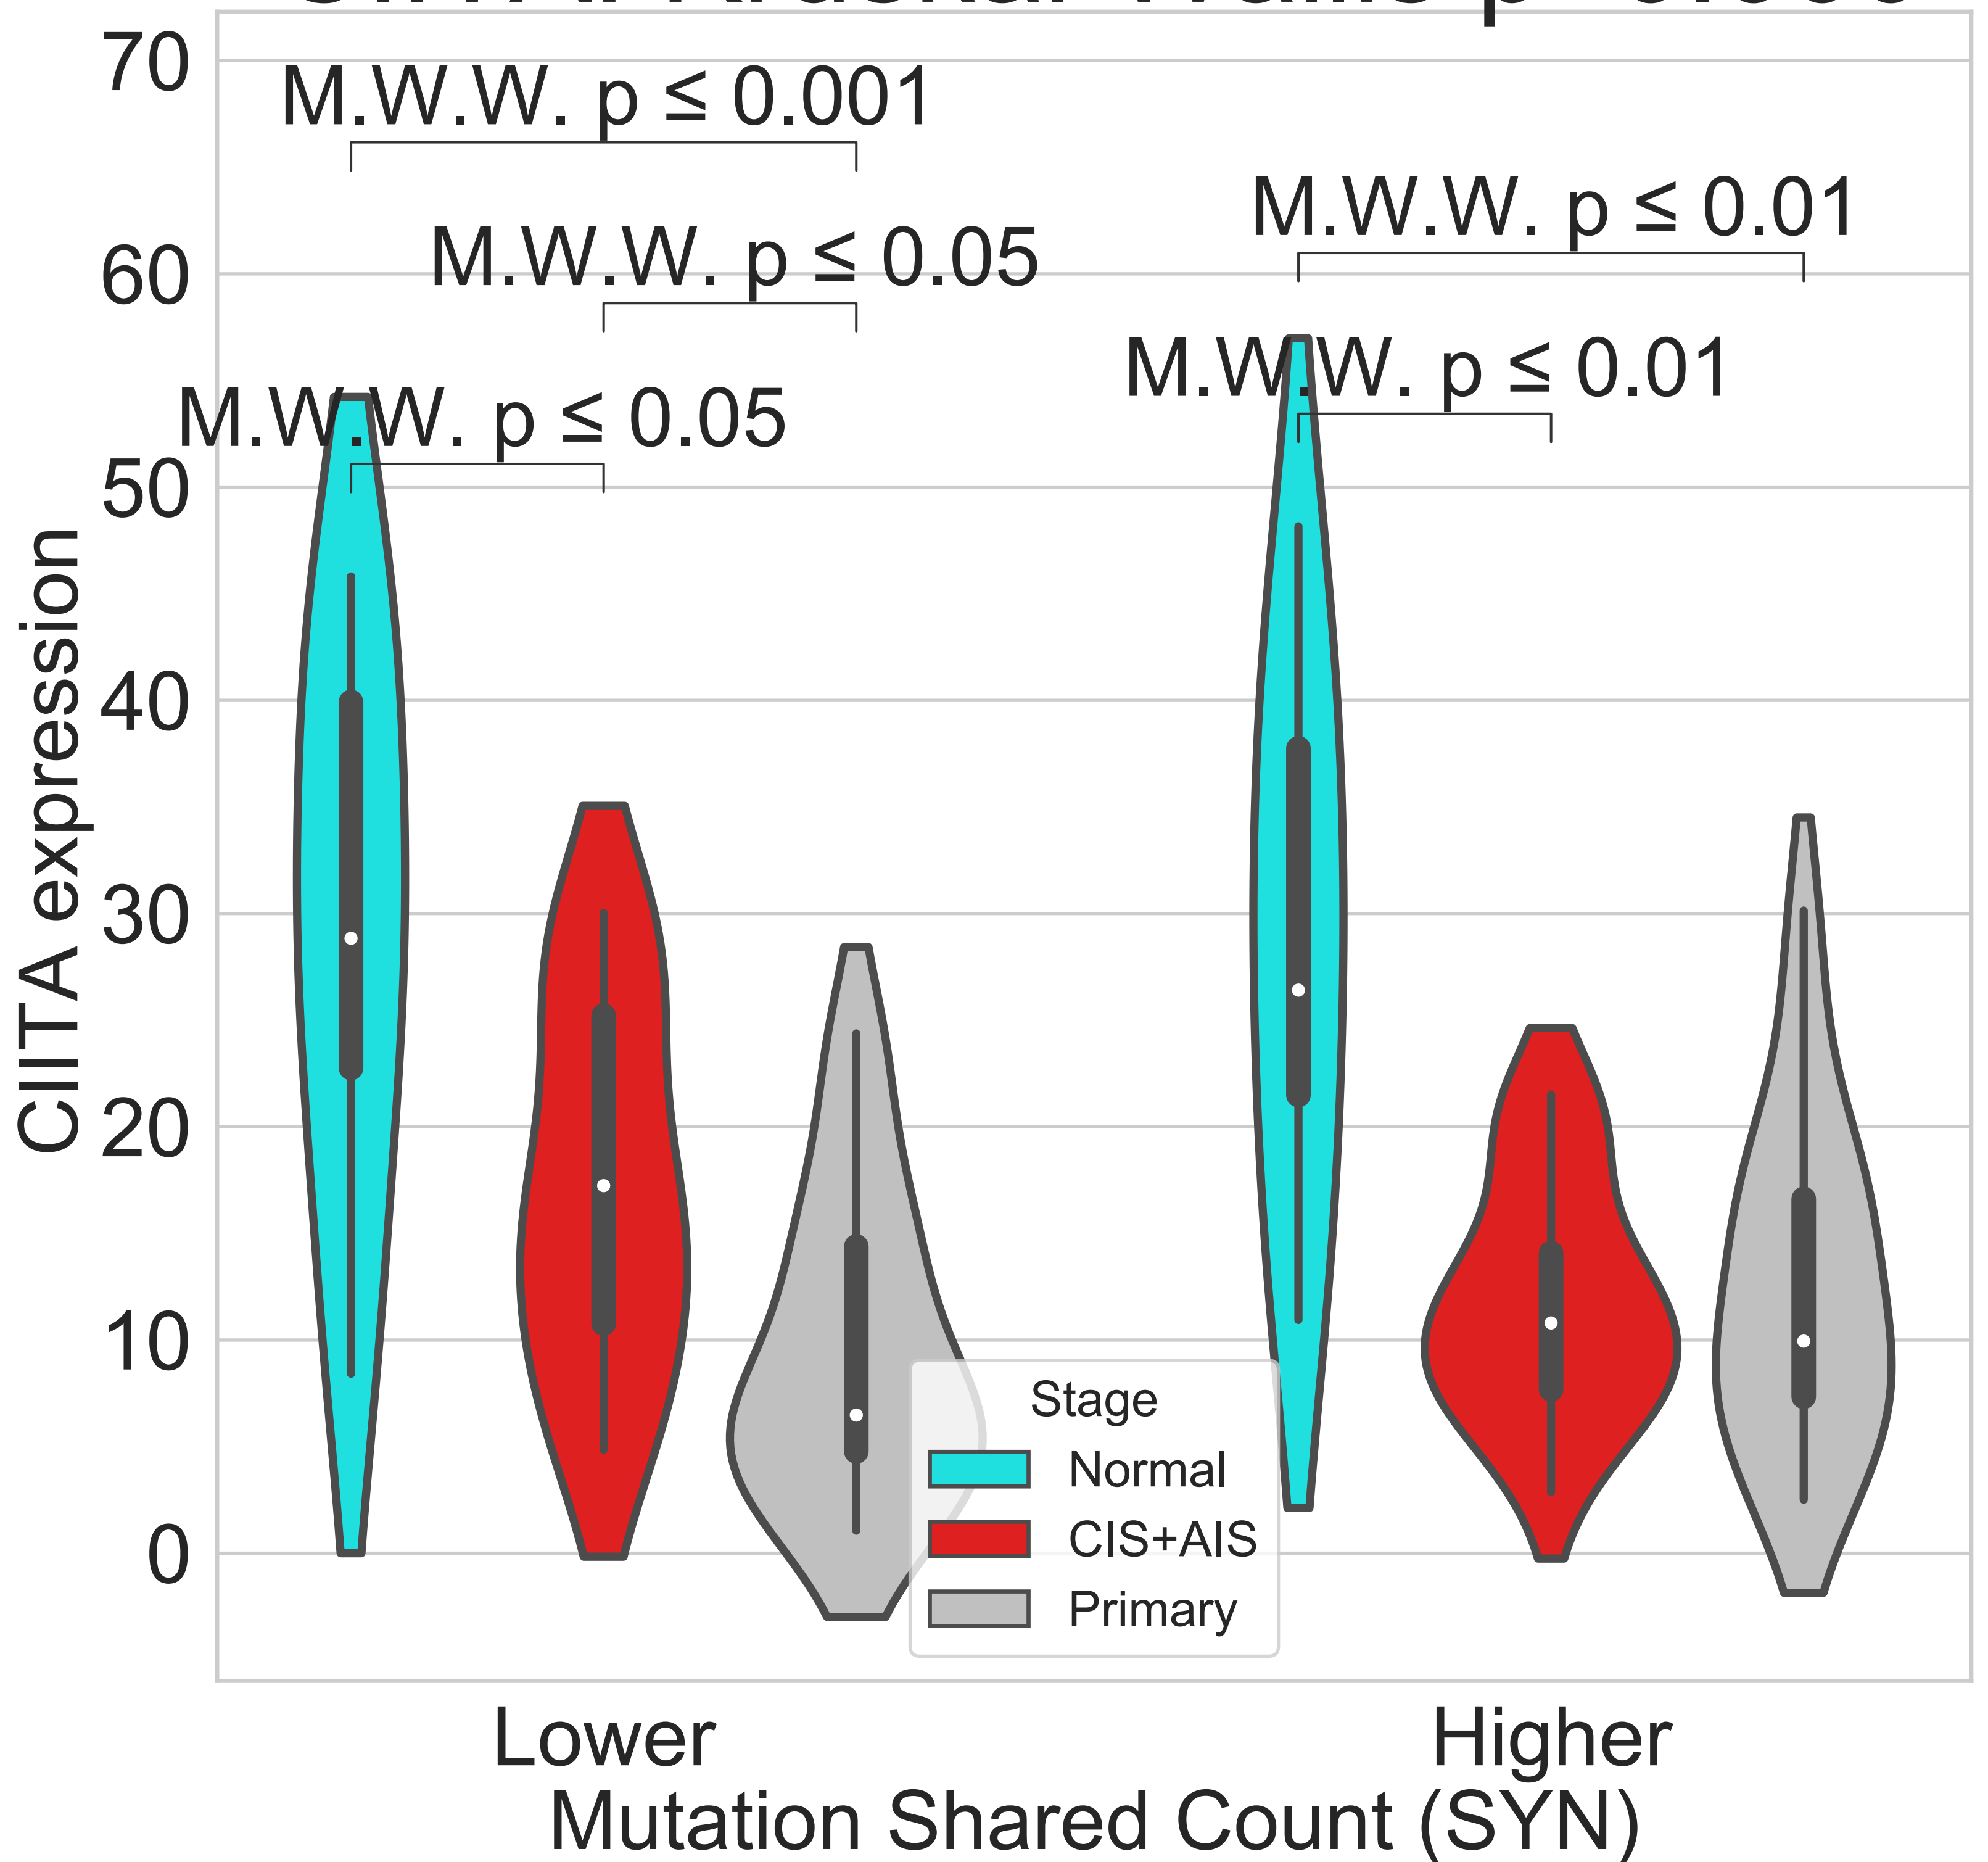 70
M.W.W. p ≤ 0.001
M.W.W. p ≤ 0.01
60
M.W.W. p ≤ 0.05
M.W.W. p ≤ 0.01
M.W.W. p ≤ 0.05
50
40
30
20
10
0
CIITA expression
Stage
Normal
CIS+AIS
Primary
Lower
Higher
Mutation Shared Count (SYN)